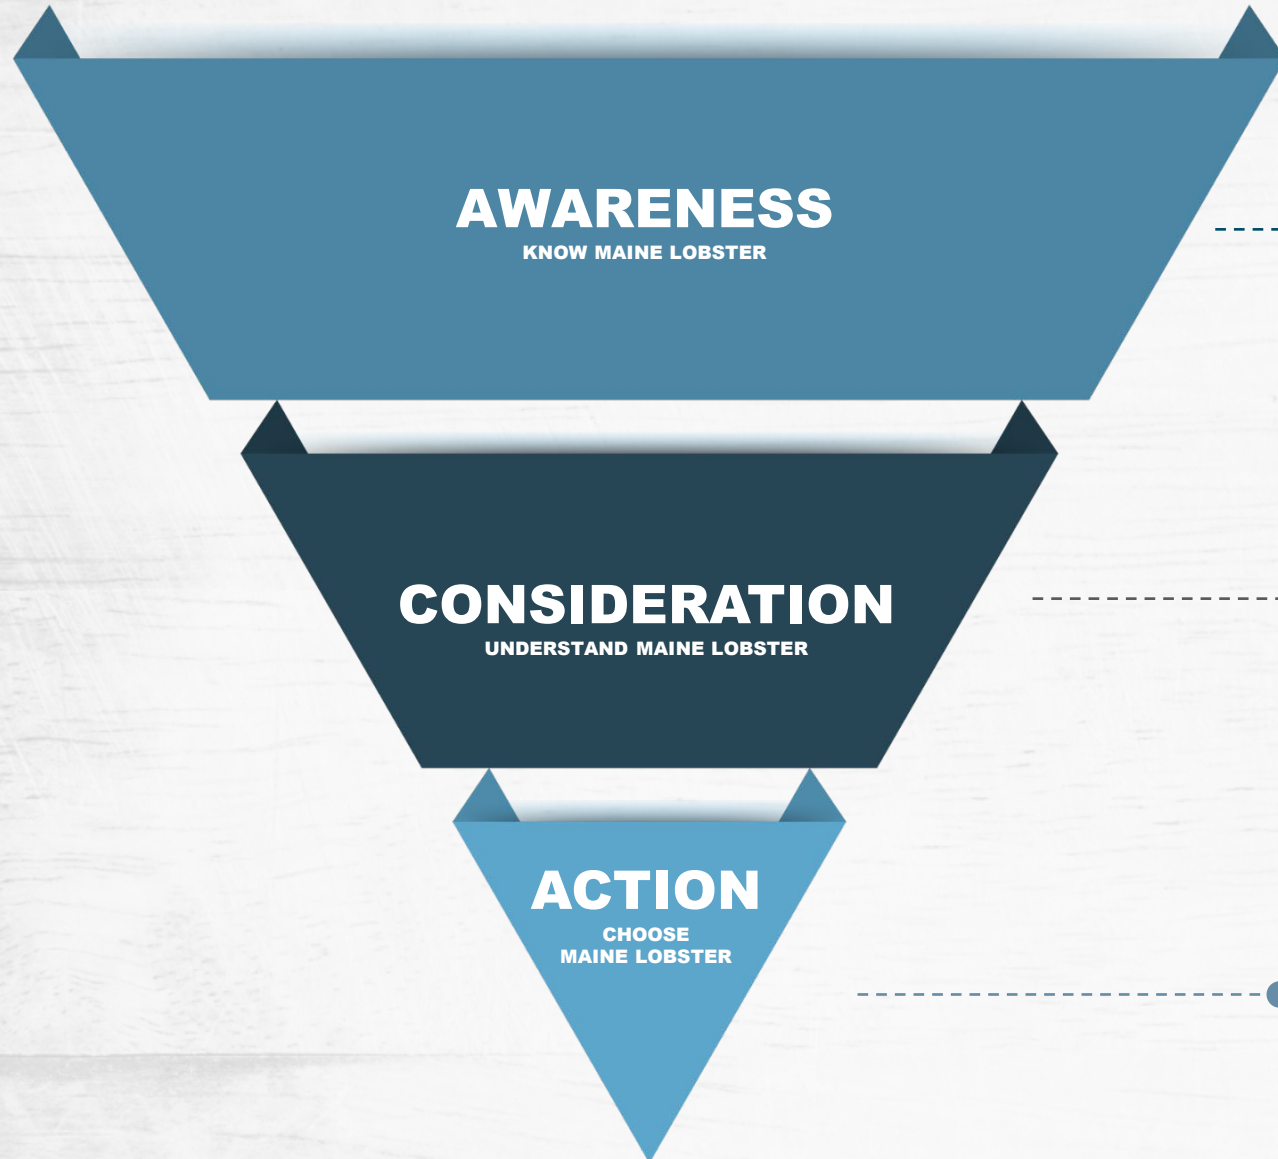 AWARENESS
KNOW MAINE LOBSTER
CONSIDERATION
UNDERSTAND MAINE LOBSTER
ACTION
CHOOSE
MAINE LOBSTER